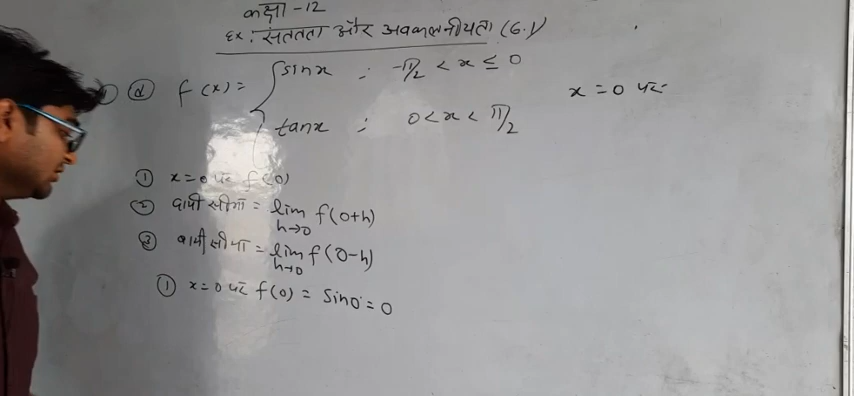 कक्षा -12
Ex: संततता और अवकलनीयता (6.1)
(d) f(x) = { sinx ; -π/2 < x ≤ 0
x = 0 पर
tanx ; 0 < x < π/2
① x = 0 पर f(0)
② दायी सीमा = lim h→0 f(0+h)
③ बायी सीमा = lim h→0 f(0-h)
① x = 0 पर f(0) = sin0 = 0